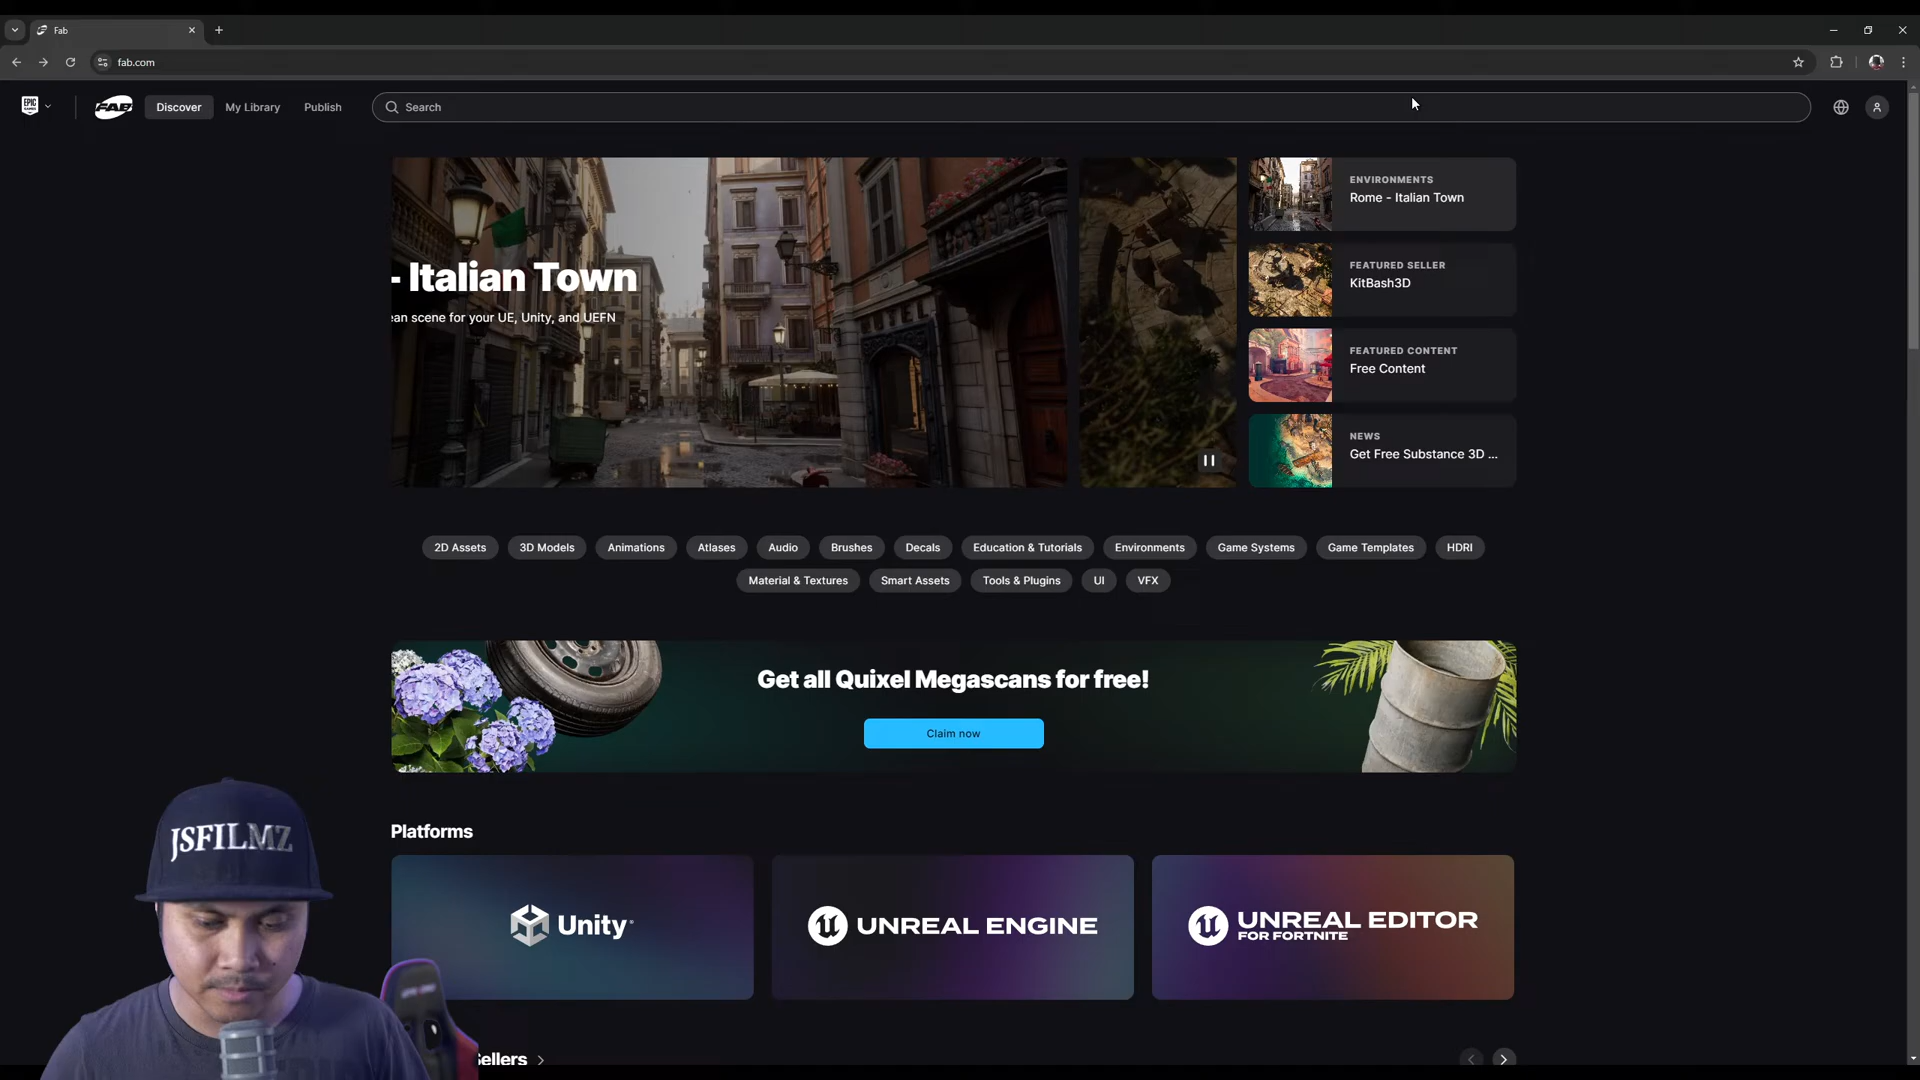 Fab
fab.com
EPIC
GAMES
FAB
Discover
My Library
Publish
Search
- Italian Town
ean scene for your UE, Unity, and UEFN
ENVIRONMENTS
Rome - Italian Town
FEATURED SELLER
KitBash3D
FEATURED CONTENT
Free Content
NEWS
Get Free Substance 3D ...
2D Assets
3D Models
Animations
Atlases
Audio
Brushes
Decals
Education & Tutorials
Environments
Game Systems
Game Templates
HDRI
Material & Textures
Smart Assets
Tools & Plugins
UI
VFX
Get all Quixel Megascans for free!
Claim now
Platforms
Unity
UNREAL ENGINE
UNREAL EDITOR
FOR FORTNITE
Sellers
JSFILMZ